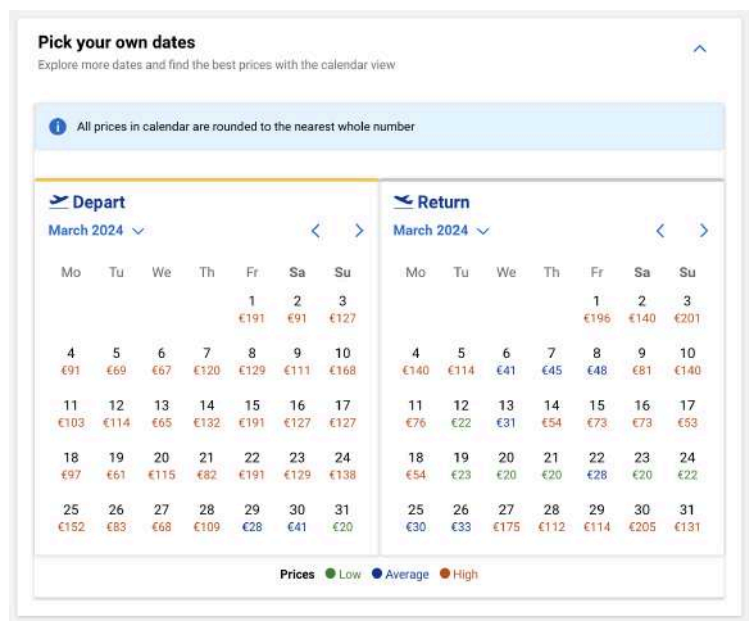 Pick your own dates
Explore more dates and find the best prices with the calendar view
All prices in calendar are rounded to the nearest whole number
Depart
March 2024
Mo Tu We Th Fr Sa Su
1 2 3
€191 €91 €127
4 5 6 7 8 9 10
€91 €69 €67 €120 €129 €111 €168
11 12 13 14 15 16 17
€103 €114 €65 €132 €191 €127 €127
18 19 20 21 22 23 24
€97 €61 €115 €82 €191 €129 €138
25 26 27 28 29 30 31
€152 €83 €68 €109 €28 €41 €20
Return
March 2024
Mo Tu We Th Fr Sa Su
1 2 3
€196 €140 €201
4 5 6 7 8 9 10
€140 €114 €41 €45 €48 €81 €140
11 12 13 14 15 16 17
€76 €22 €31 €54 €73 €73 €53
18 19 20 21 22 23 24
€54 €23 €20 €20 €28 €20 €22
25 26 27 28 29 30 31
€30 €33 €175 €112 €114 €205 €131
Prices Low Average High